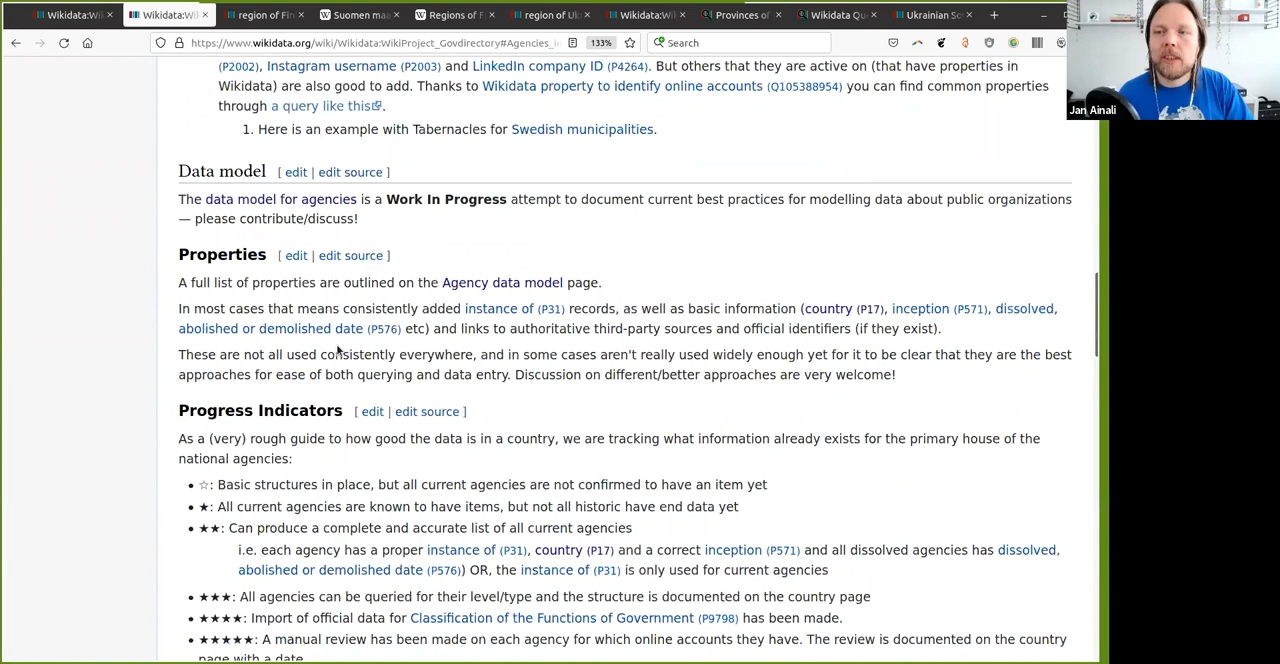 Wikidata:Wi
Wikidata:Wi
region of Fin
Suomen maa
Regions of F
region of Uk
Wikidata:Wi
Provinces of
Wikidata Qu
Ukrainian So
https://www.wikidata.org/wiki/Wikidata:WikiProject_Govdirectory#Agencies_i
133%
Search
Jan Ainali
(P2002), Instagram username (P2003) and LinkedIn company ID (P4264). But others that they are active on (that have properties in
Wikidata) are also good to add. Thanks to Wikidata property to identify online accounts (Q105388954) you can find common properties
through a query like this.
1. Here is an example with Tabernacles for Swedish municipalities.
Data model [ edit | edit source ]
The data model for agencies is a Work In Progress attempt to document current best practices for modelling data about public organizations
— please contribute/discuss!
Properties [ edit | edit source ]
A full list of properties are outlined on the Agency data model page.
In most cases that means consistently added instance of (P31) records, as well as basic information (country (P17), inception (P571), dissolved,
abolished or demolished date (P576) etc) and links to authoritative third-party sources and official identifiers (if they exist).
These are not all used consistently everywhere, and in some cases aren't really used widely enough yet for it to be clear that they are the best
approaches for ease of both querying and data entry. Discussion on different/better approaches are very welcome!
Progress Indicators [ edit | edit source ]
As a (very) rough guide to how good the data is in a country, we are tracking what information already exists for the primary house of the
national agencies:
• ☆: Basic structures in place, but all current agencies are not confirmed to have an item yet
• ★: All current agencies are known to have items, but not all historic have end data yet
• ★★: Can produce a complete and accurate list of all current agencies
i.e. each agency has a proper instance of (P31), country (P17) and a correct inception (P571) and all dissolved agencies has dissolved,
abolished or demolished date (P576)) OR, the instance of (P31) is only used for current agencies
• ★★★: All agencies can be queried for their level/type and the structure is documented on the country page
• ★★★★: Import of official data for Classification of the Functions of Government (P9798) has been made.
• ★★★★★: A manual review has been made on each agency for which online accounts they have. The review is documented on the country
page with a date